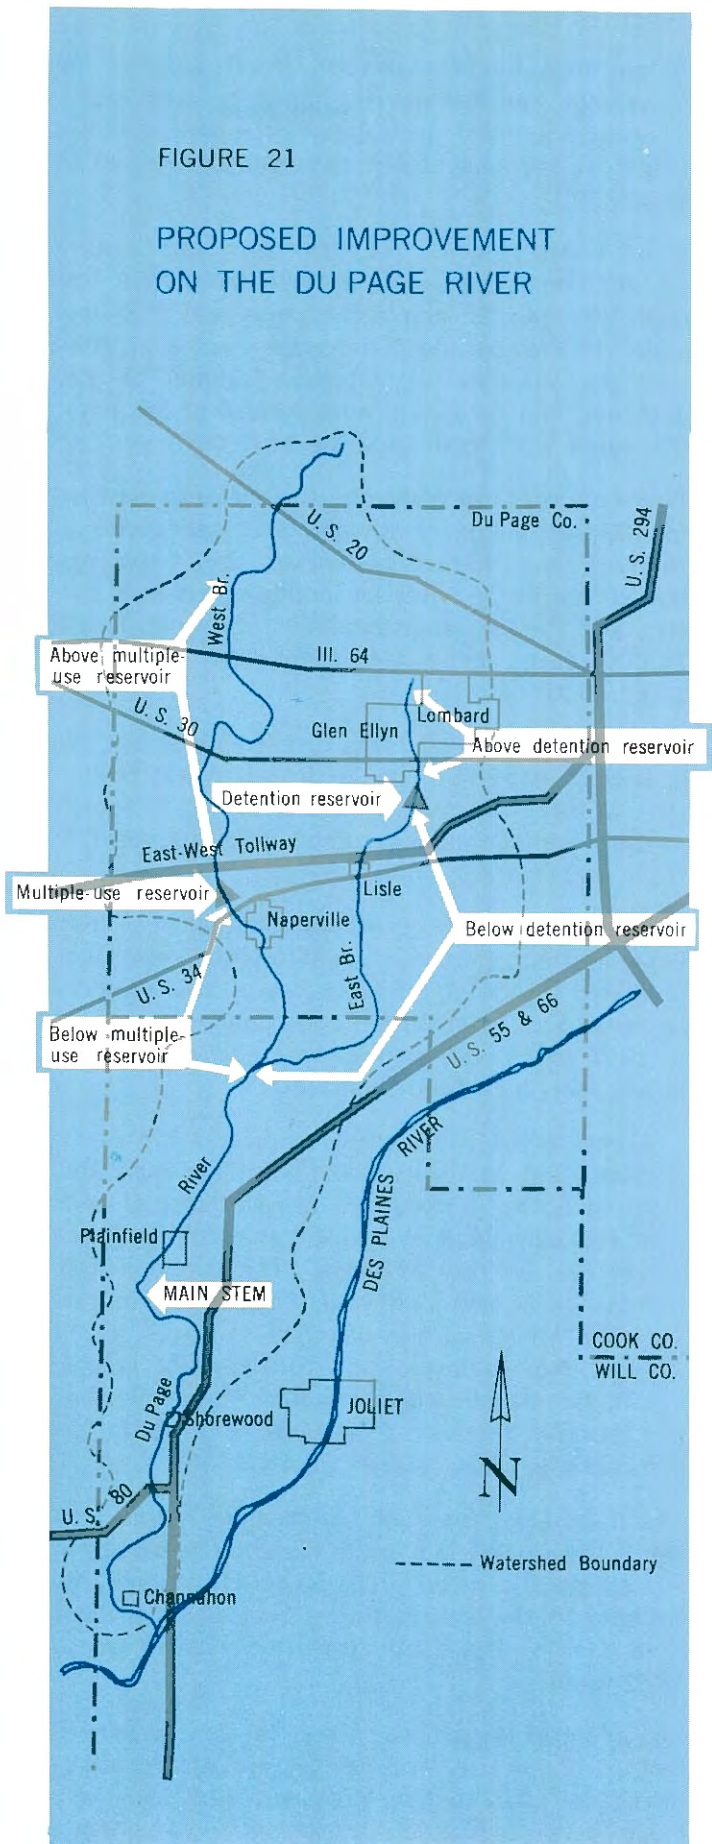 FIGURE 21
PROPOSED IMPROVEMENT
ON THE DU PAGE RIVER
Du Page Co.
U. S. 20
U. S. 294
West Br.
Above multiple-
use reservoir
Ill. 64
U. S. 30
Glen Ellyn
Lombard
Above detention reservoir
Detention reservoir
East-West Tollway
Multiple-use reservoir
Lisle
Naperville
Below detention reservoir
U. S. 34
East Br.
Below multiple-
use reservoir
U. S. 55 & 66
River
DES PLAINES RIVER
Plainfield
MAIN STEM
COOK CO.
WILL CO.
Du Page
Shorewood
JOLIET
N
U. S. 80
Watershed Boundary
Channahon